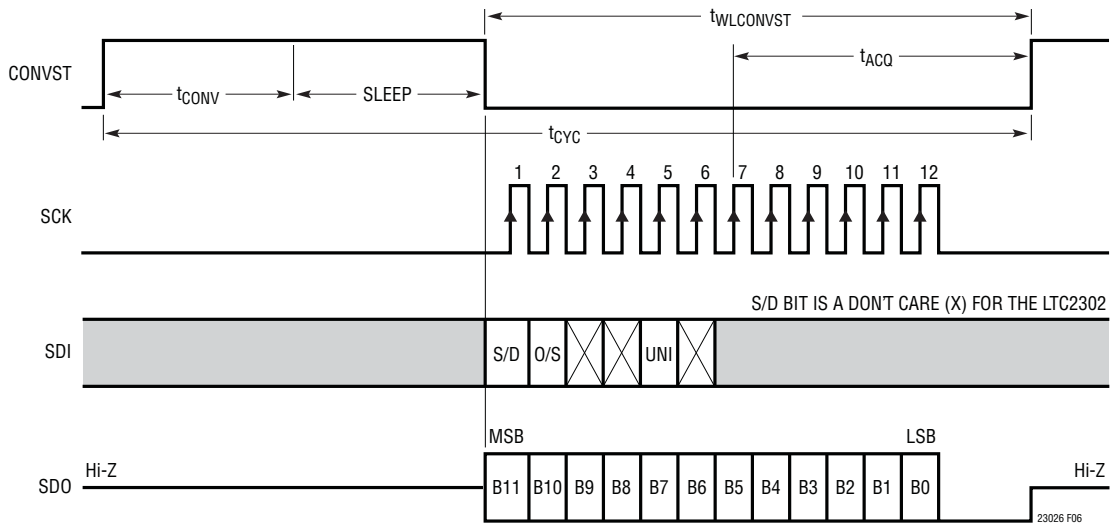 tWLCONVST
CONVST
tACQ
tCONV
SLEEP
tCYC
1 2 3 4 5 6 7 8 9 10 11 12
SCK
S/D BIT IS A DON'T CARE (X) FOR THE LTC2302
SDI
S/D O/S UNI
MSB LSB
Hi-Z Hi-Z
SDO
B11 B10 B9 B8 B7 B6 B5 B4 B3 B2 B1 B0
23026 F06